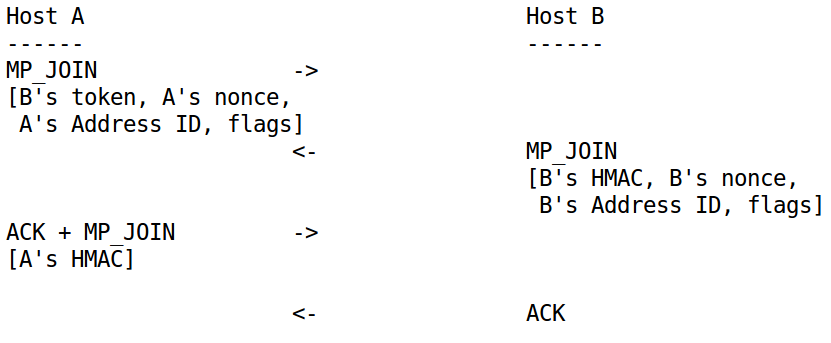 Host A                                  Host B
------                                  ------
MP_JOIN               ->
[B's token, A's nonce,
 A's Address ID, flags]
                      <-                MP_JOIN
                                        [B's HMAC, B's nonce,
                                         B's Address ID, flags]
ACK + MP_JOIN         ->
[A's HMAC]
                      <-                ACK